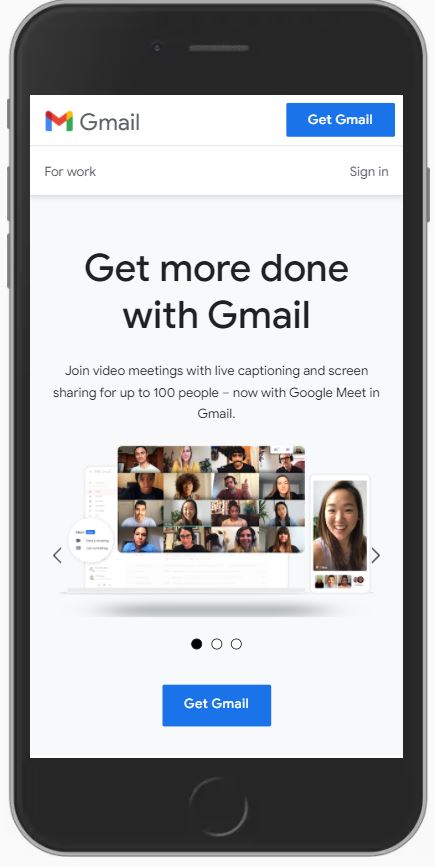 Gmail
Get Gmail
For work
Sign in
Get more done
with Gmail
Join video meetings with live captioning and screen
sharing for up to 100 people – now with Google Meet in
Gmail.
Get Gmail